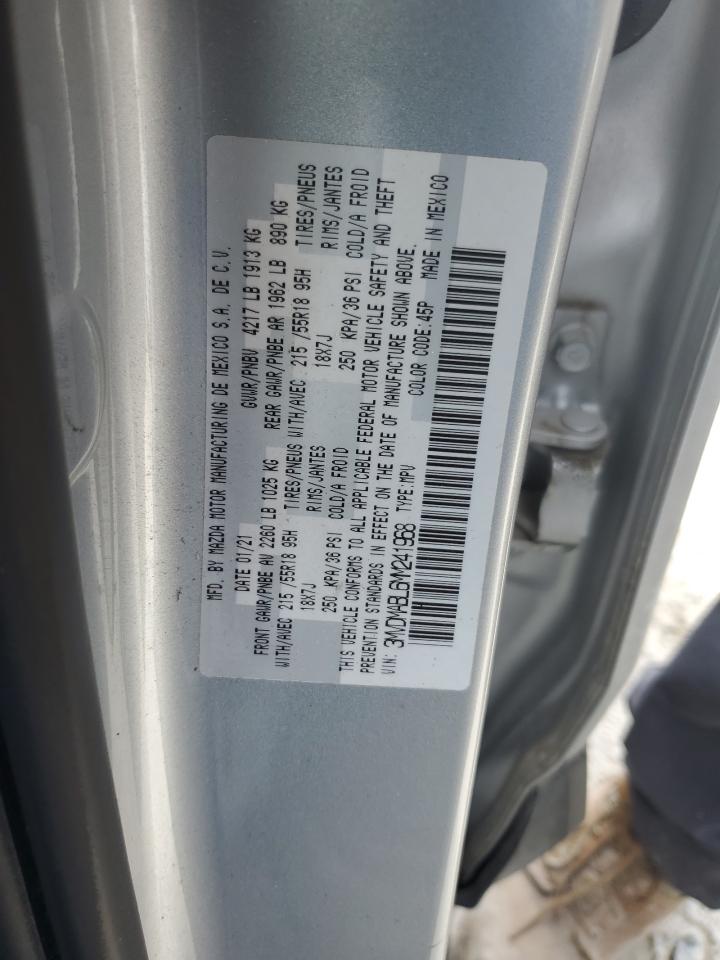 MFD. BY MAZDA MOTOR MANUFACTURING DE MEXICO S.A. DE C.V.
DATE 01/21 GVWR/PNBV 4217 LB 1913 KG
FRONT GAWR/PNBE AV 2260 LB 1025 KG REAR GAWR/PNBE AR 1962 LB 890 KG
WITH/AVEC 215 /55R18 95H TIRES/PNEUS WITH/AVEC 215 /55R18 95H TIRES/PNEUS
18X7J RIMS/JANTES 18X7J RIMS/JANTES
250 KPA/36 PSI COLD/A FROID 250 KPA/36 PSI COLD/A FROID
THIS VEHICLE CONFORMS TO ALL APPLICABLE FEDERAL MOTOR VEHICLE SAFETY AND THEFT
PREVENTION STANDARDS IN EFFECT ON THE DATE OF MANUFACTURE SHOWN ABOVE.
VIN: 3MVDMABL6MM241968 TYPE:MPV COLOR CODE:45P MADE IN MEXICO